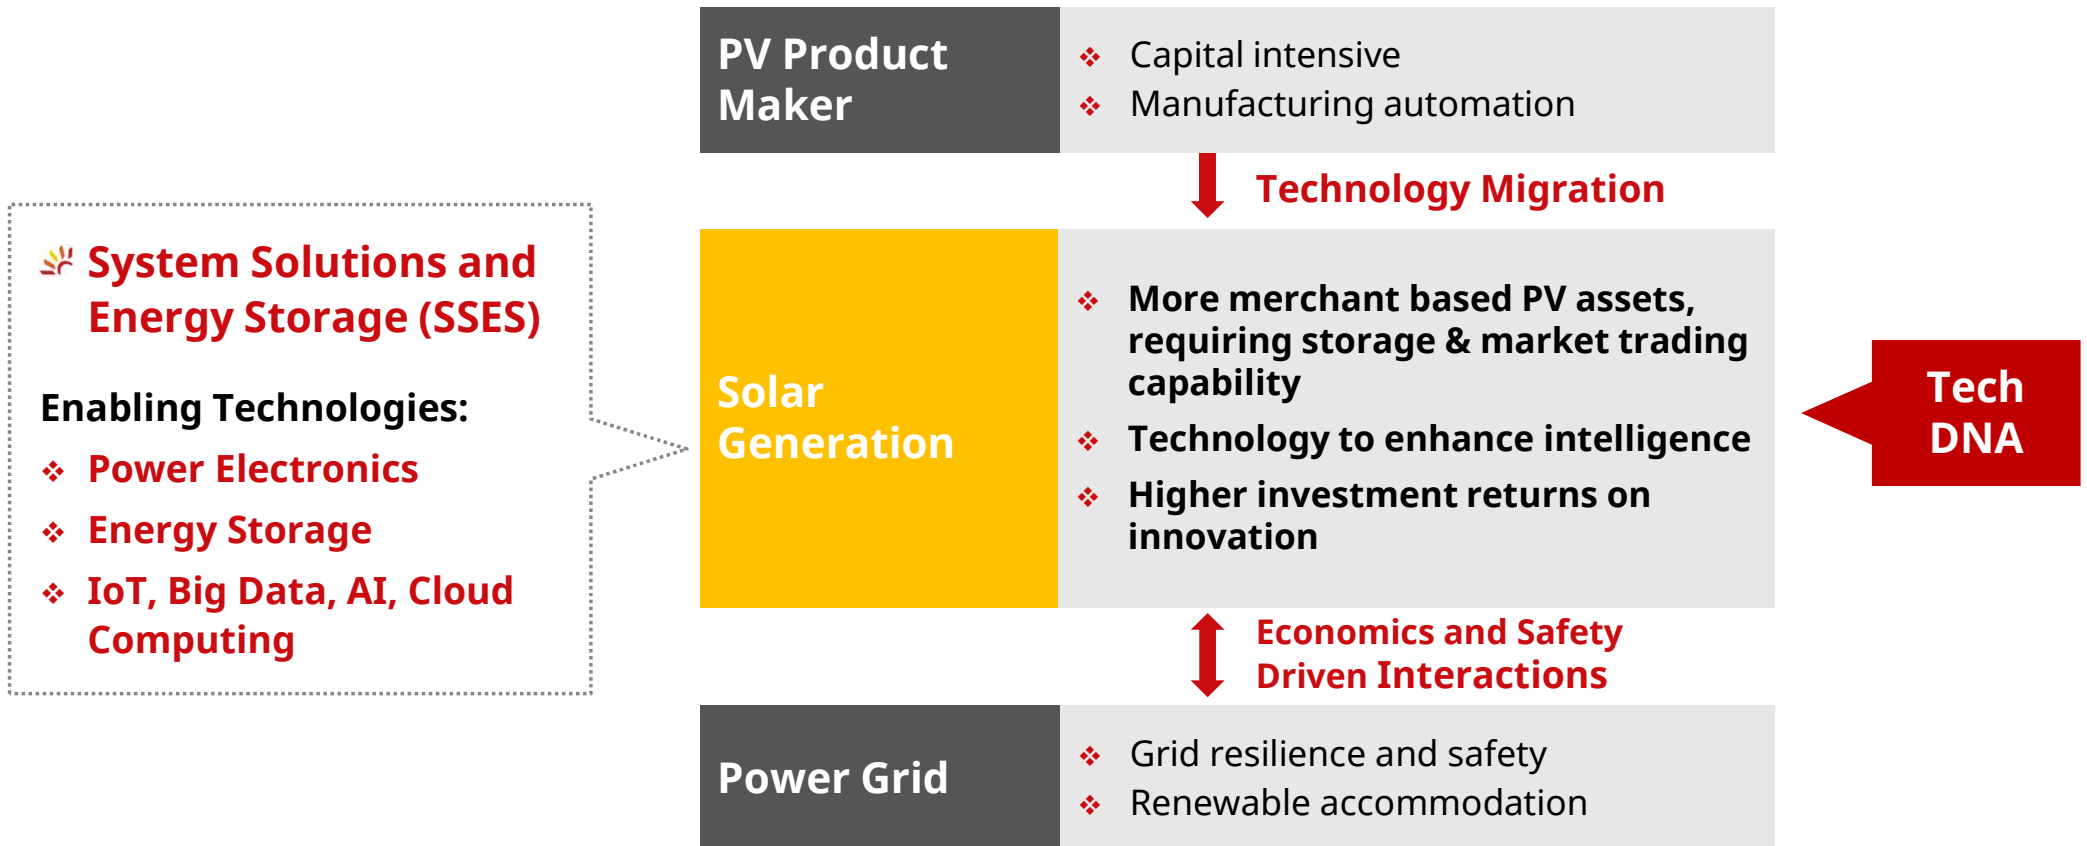 PV Product
Maker
❖ Capital intensive
❖ Manufacturing automation
Technology Migration
System Solutions and
Energy Storage (SSES)
Enabling Technologies:
❖ Power Electronics
❖ Energy Storage
❖ IoT, Big Data, AI, Cloud
Computing
Solar
Generation
❖ More merchant based PV assets,
requiring storage & market trading
capability
❖ Technology to enhance intelligence
❖ Higher investment returns on
innovation
Tech
DNA
Economics and Safety
Driven Interactions
Power Grid
❖ Grid resilience and safety
❖ Renewable accommodation